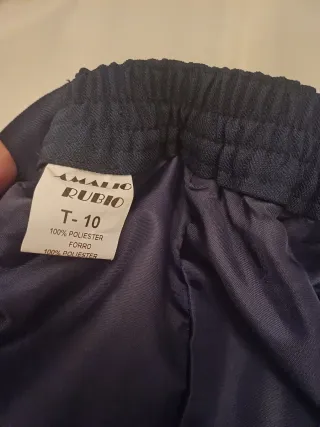 AMALIO
RUBIO
T- 10
100% POLIESTER
FORRO
100% POLIESTER